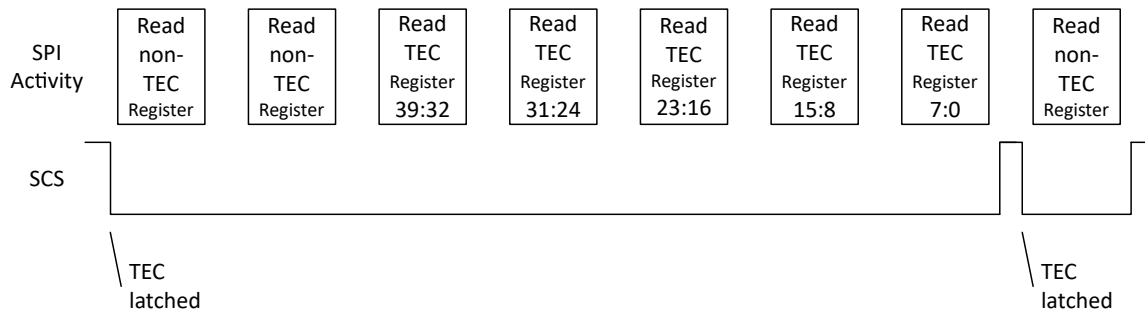 SPI
Activity
Read
non-
TEC
Register
Read
non-
TEC
Register
Read
TEC
Register
39:32
Read
TEC
Register
31:24
Read
TEC
Register
23:16
Read
TEC
Register
15:8
Read
TEC
Register
7:0
Read
non-
TEC
Register
SCS
TEC
latched
TEC
latched